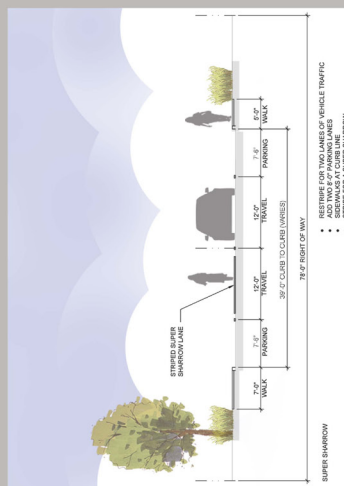 STRIPED SUPER
SHARROW LANE
7'-0"
WALK
7'-6"
PARKING
12'-0"
TRAVEL
12'-0"
TRAVEL
7'-6"
PARKING
5'-0"
WALK
39'-0" CURB TO CURB (VARIES)
78'-0" RIGHT OF WAY
SUPER SHARROW
• RESTRIPE FOR TWO LANES OF VEHICLE TRAFFIC
• ADD TWO 8'-0" PARKING LANES
• SIDEWALKS AT CURB LINE